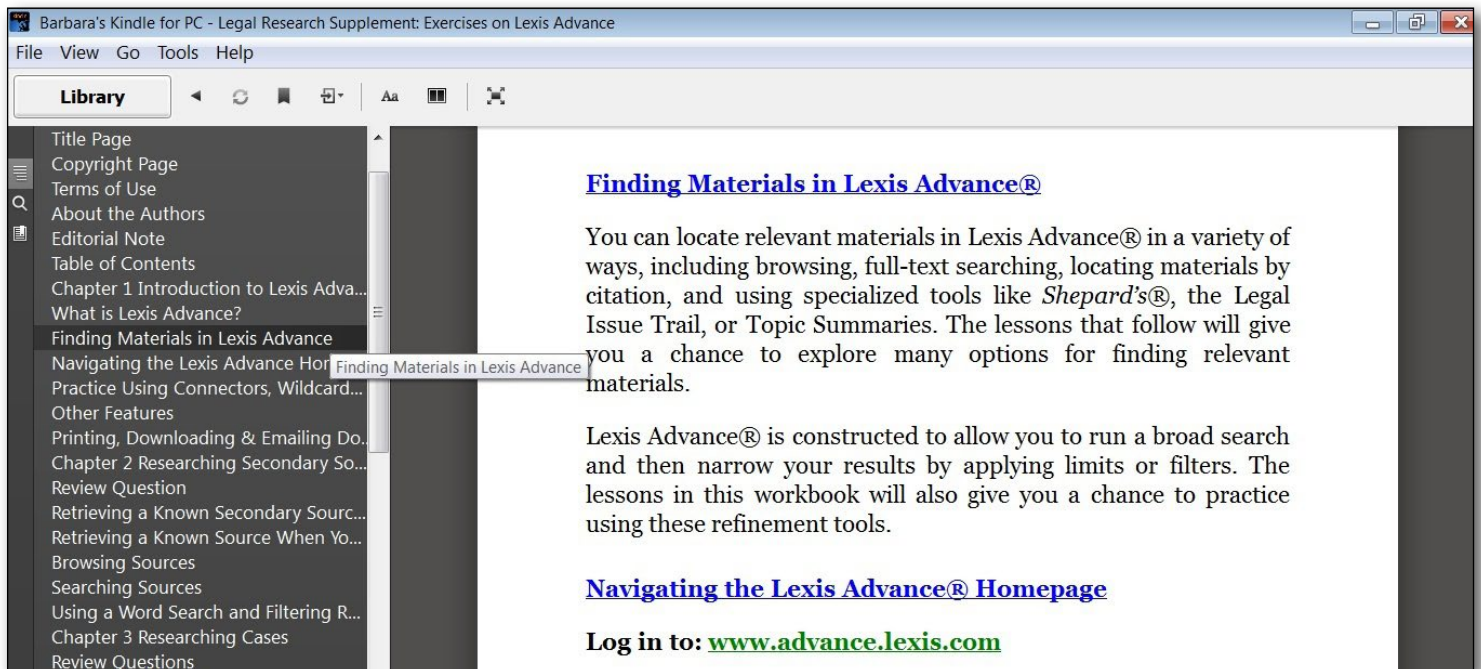 Barbara's Kindle for PC - Legal Research Supplement: Exercises on Lexis Advance
File View Go Tools Help
Library
Aa
Title Page
Copyright Page
Terms of Use
About the Authors
Editorial Note
Table of Contents
Chapter 1 Introduction to Lexis Adva...
What is Lexis Advance?
Finding Materials in Lexis Advance
Navigating the Lexis Advance Ho
Finding Materials in Lexis Advance
Practice Using Connectors, Wildcard...
Other Features
Printing, Downloading & Emailing Do..
Chapter 2 Researching Secondary So...
Review Question
Retrieving a Known Secondary Sourc...
Retrieving a Known Source When Yo...
Browsing Sources
Searching Sources
Using a Word Search and Filtering R...
Chapter 3 Researching Cases
Review Questions
Finding Materials in Lexis Advance®
You can locate relevant materials in Lexis Advance® in a variety of
ways, including browsing, full-text searching, locating materials by
citation, and using specialized tools like Shepard's®, the Legal
Issue Trail, or Topic Summaries. The lessons that follow will give
you a chance to explore many options for finding relevant
materials.
Lexis Advance® is constructed to allow you to run a broad search
and then narrow your results by applying limits or filters. The
lessons in this workbook will also give you a chance to practice
using these refinement tools.
Navigating the Lexis Advance® Homepage
Log in to: www.advance.lexis.com